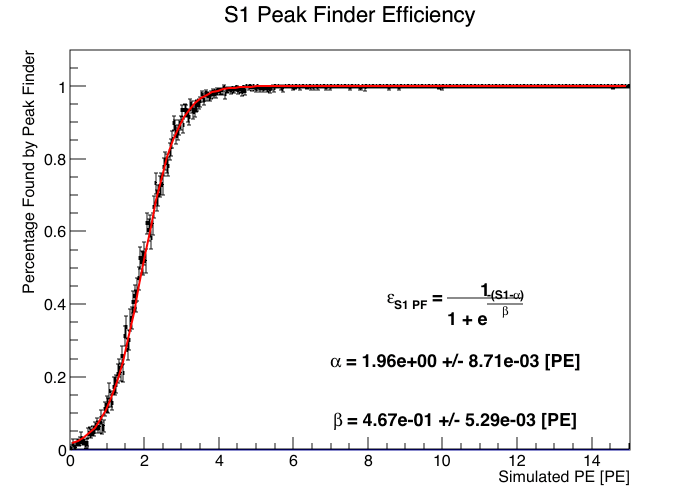 S1 Peak Finder Efficiency
Percentage Found by Peak Finder
1
0.8
0.6
0.4
0.2
0
ε_S1 PF = 1 / (1 + e^(-(S1-α)/β))
α = 1.96e+00 +/- 8.71e-03 [PE]
β = 4.67e-01 +/- 5.29e-03 [PE]
0 2 4 6 8 10 12 14
Simulated PE [PE]